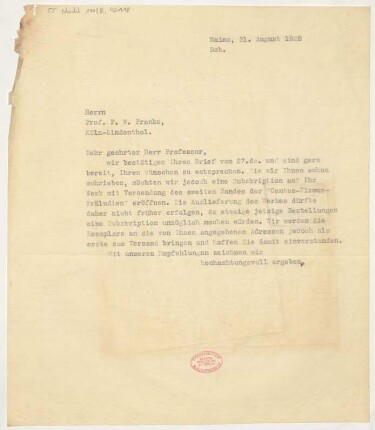 Mainz, 31. August 1928
Sch.
Herrn
Prof. F. W. Franke,
Köln-Lindenthal.
Sehr geehrter Herr Professor,
wir bestätigen Ihren Brief vom 27.ds. und sind gern
bereit, Ihren Wünschen zu entsprechen. Wie wir Ihnen schon
schrieben, möchten wir jedoch eine Subskription auf Ihr
Werk mit Versendung des zweiten Bandes der "Cantus-Firmus-
Präludien" eröffnen. Die Auslieferung des Werkes dürfte
daher nicht früher erfolgen, da etwaige jetzige Bestellungen
eine Subskription unmöglich machen würden. Wir werden die
Exemplare an die von Ihnen angegebenen Adressen jedoch als
erste zum Versand bringen und hoffen Sie damit einverstanden.
Mit unseren Empfehlungen zeichnen wir
hochachtungsvoll ergeben,